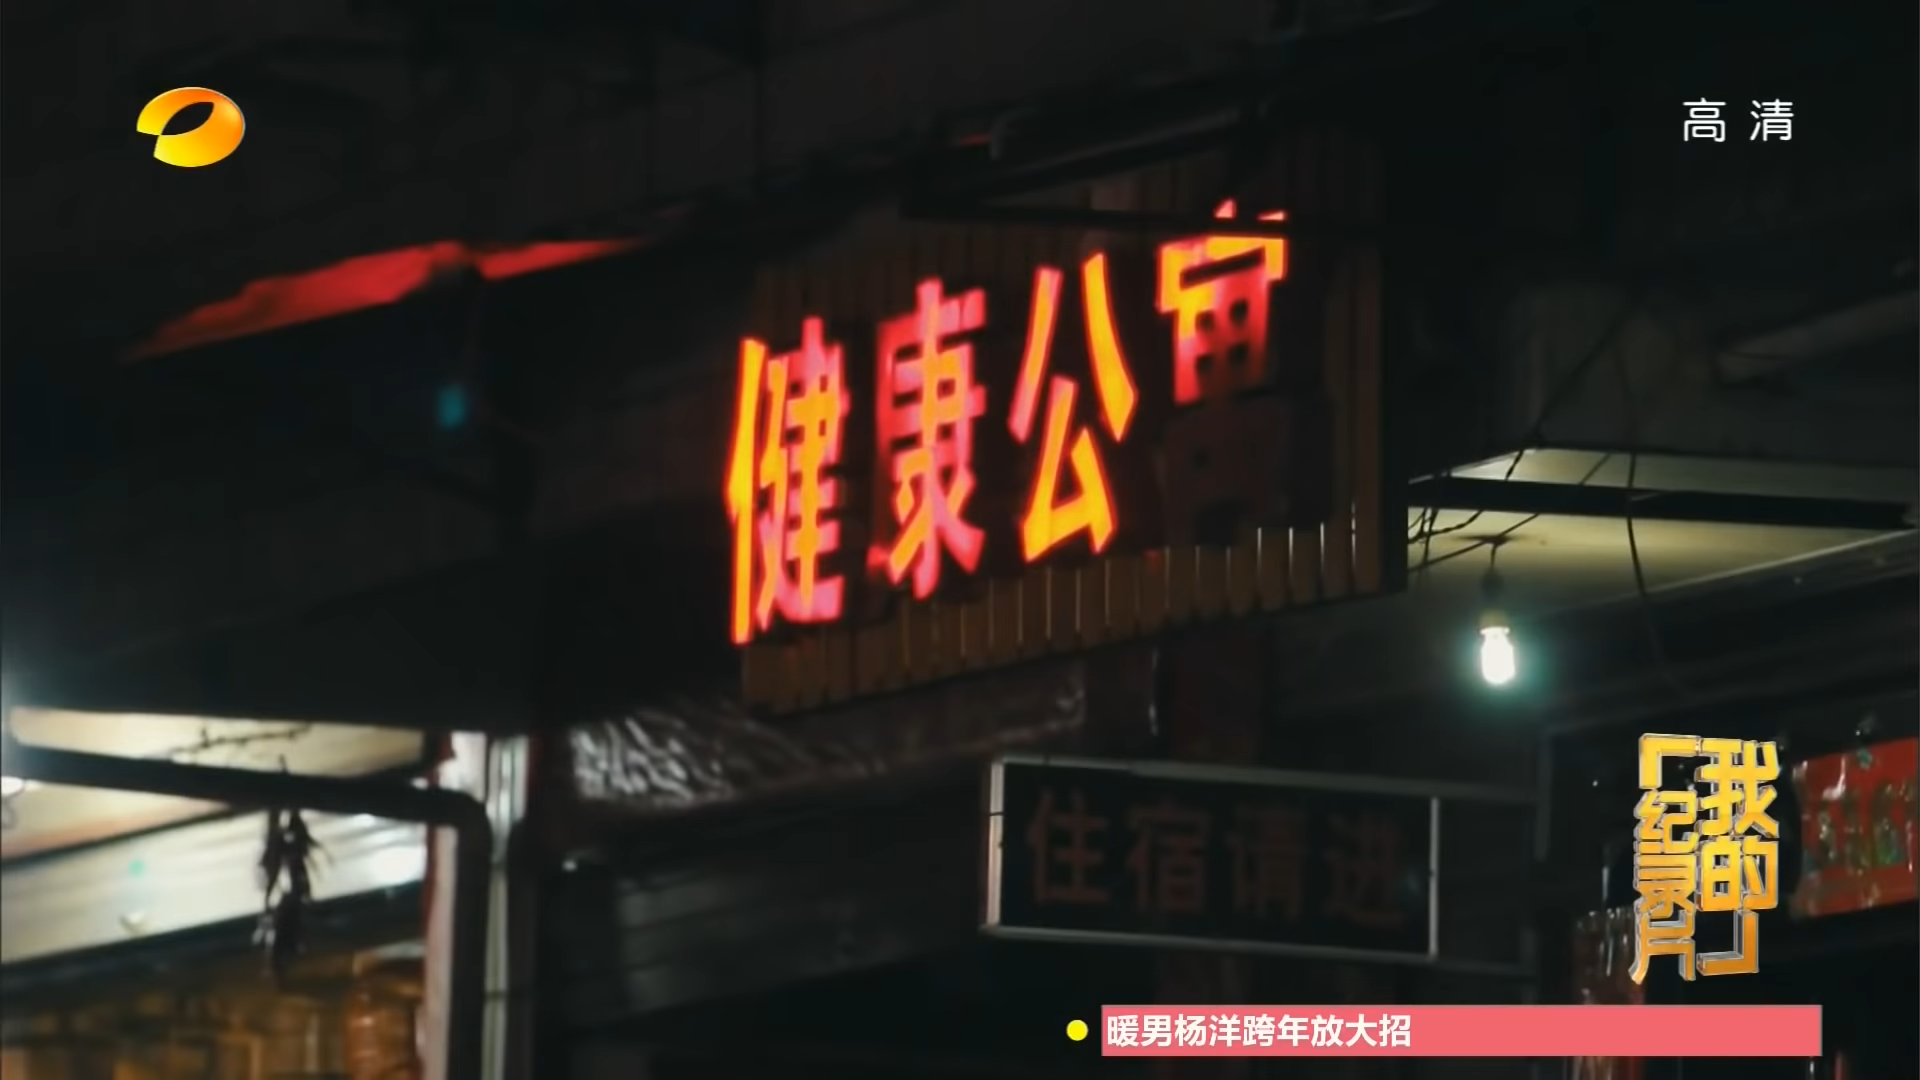 高清
健康公寓
住宿请进
我的
纪录片
暖男杨洋跨年放大招